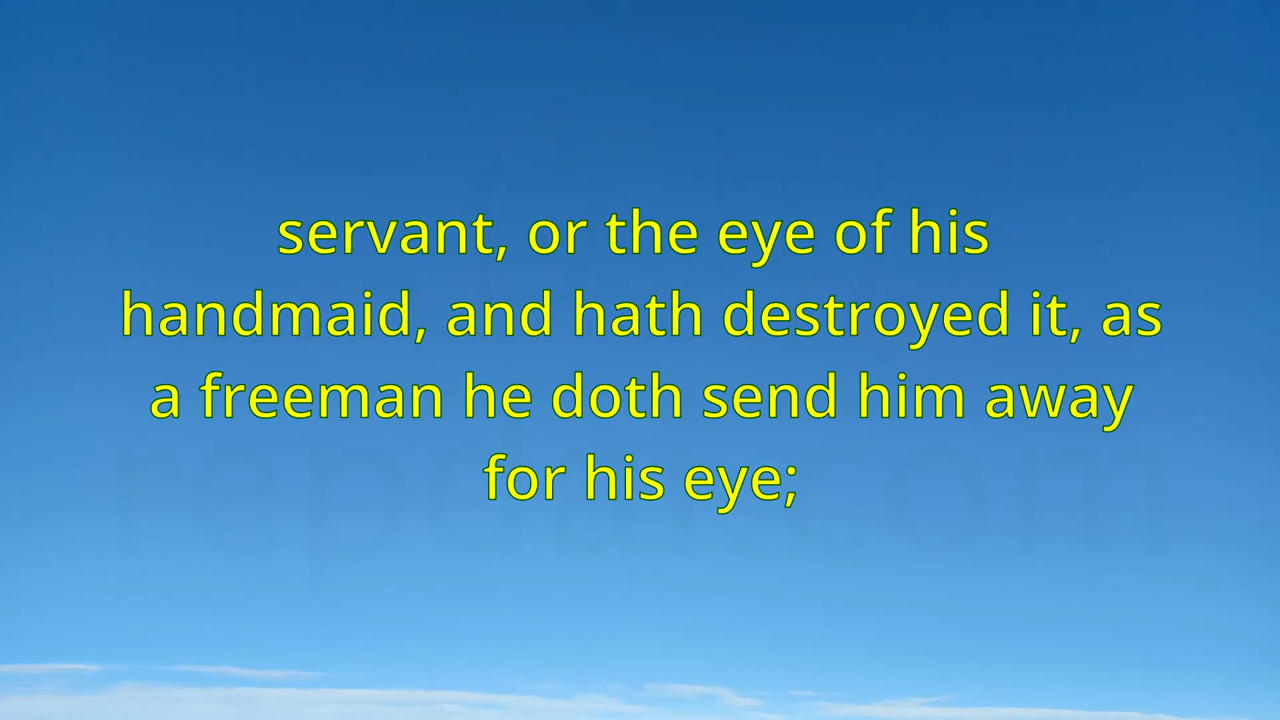 servant, or the eye of his
handmaid, and hath destroyed it, as
a freeman he doth send him away
for his eye;